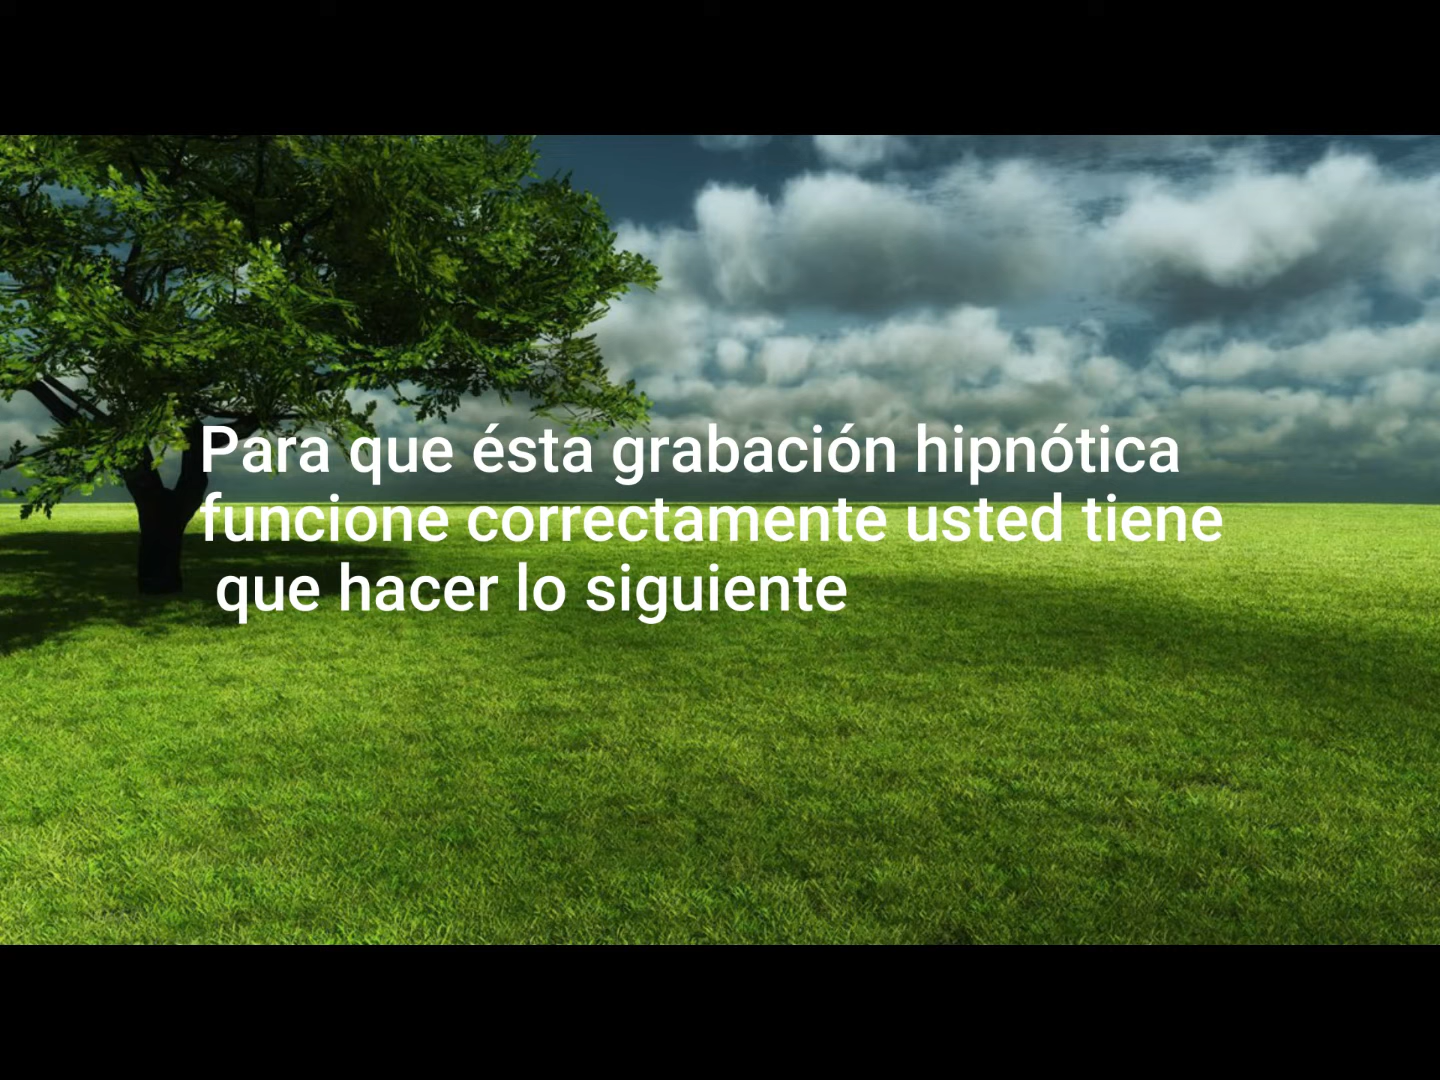 Para que ésta grabación hipnótica
funcione correctamente usted tiene
que hacer lo siguiente